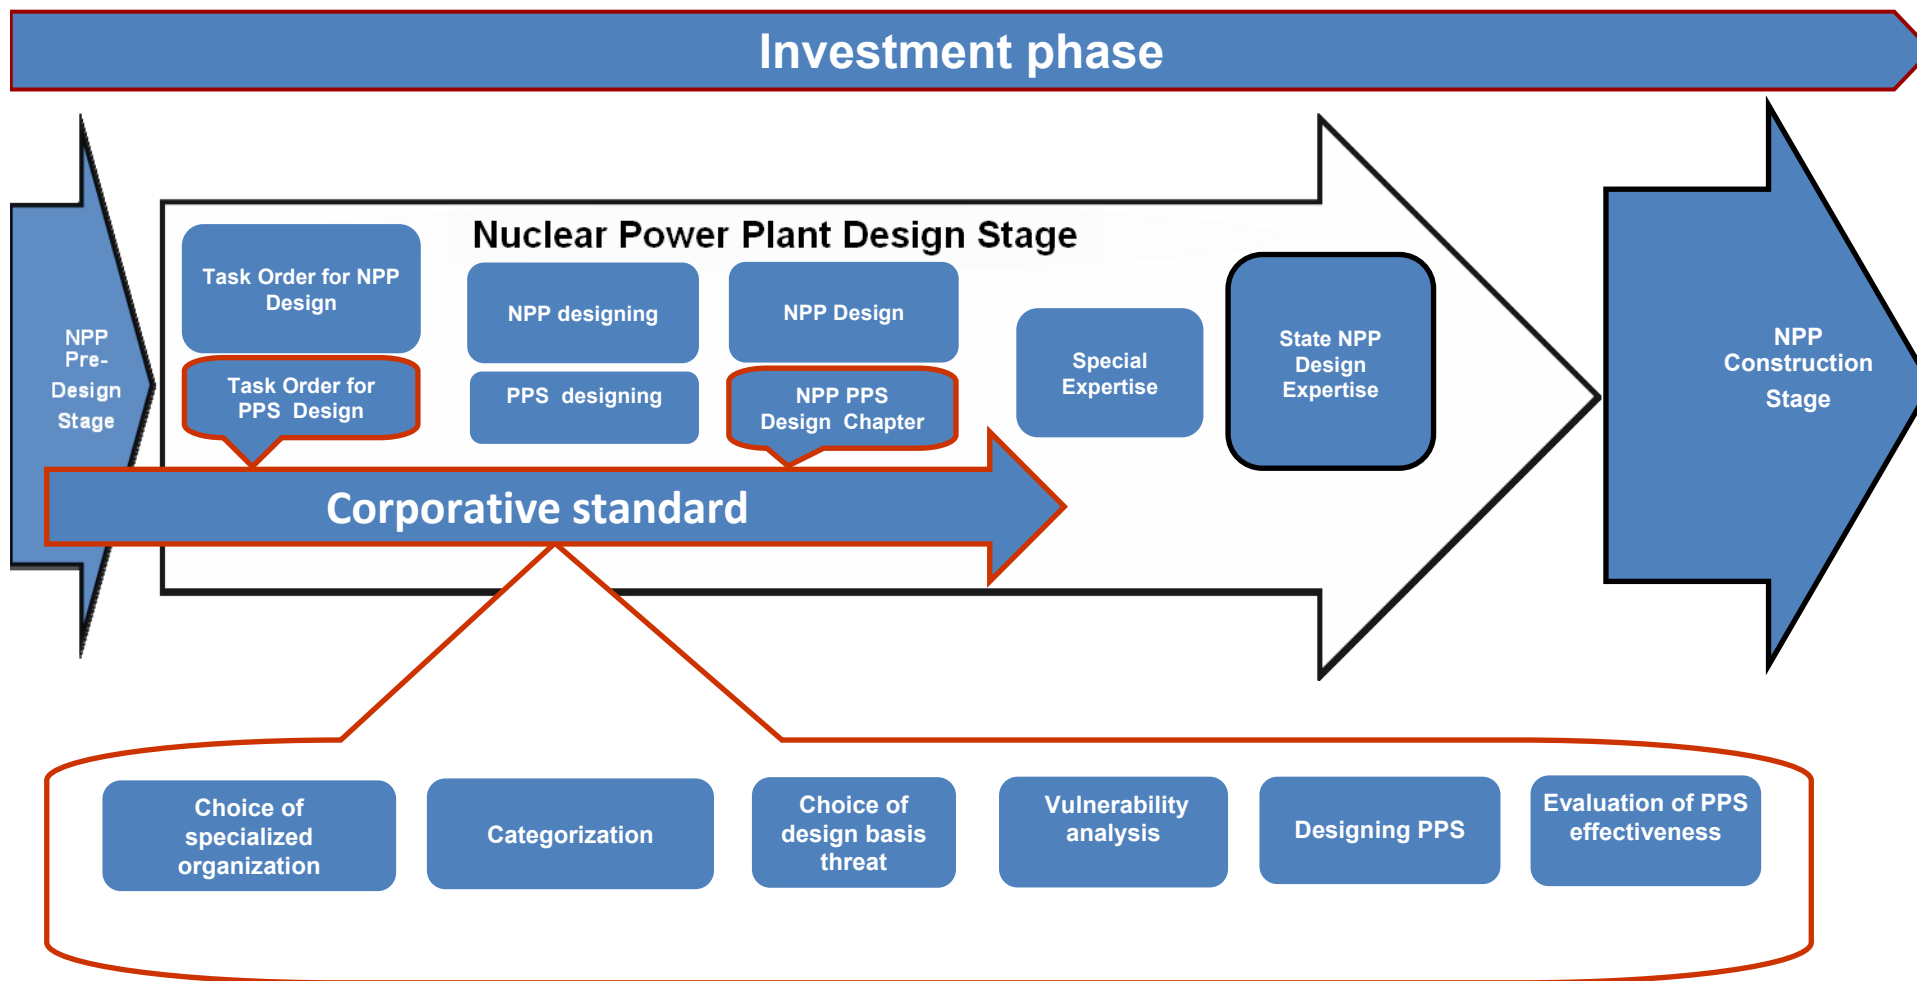 Investment phase
NPP
Pre-
Design
Stage
Nuclear Power Plant Design Stage
Task Order for NPP
Design
Task Order for
PPS Design
NPP designing
PPS designing
NPP Design
NPP PPS
Design Chapter
Special
Expertise
State NPP
Design
Expertise
NPP
Construction
Stage
Corporative standard
Choice of
specialized
organization
Categorization
Choice of
design basis
threat
Vulnerability
analysis
Designing PPS
Evaluation of PPS
effectiveness